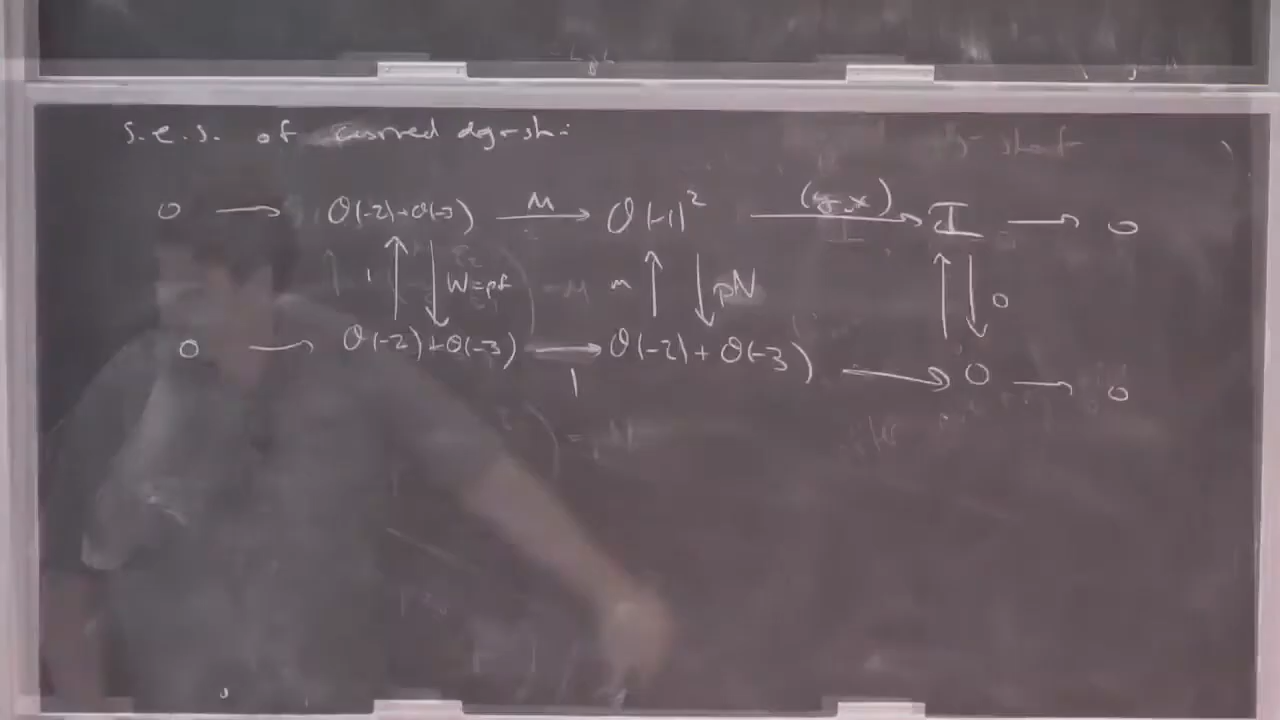 s.e.s. of curved dg-sh:
0 → O(-2)+O(-3) M→ O(-1)² (y,x)→ I → 0
1 ↑ ↓ W=pf m ↑ ↓ pN ↑ ↓ 0
0 → O(-2)+O(-3) → O(-2)+O(-3) → 0 → 0
1